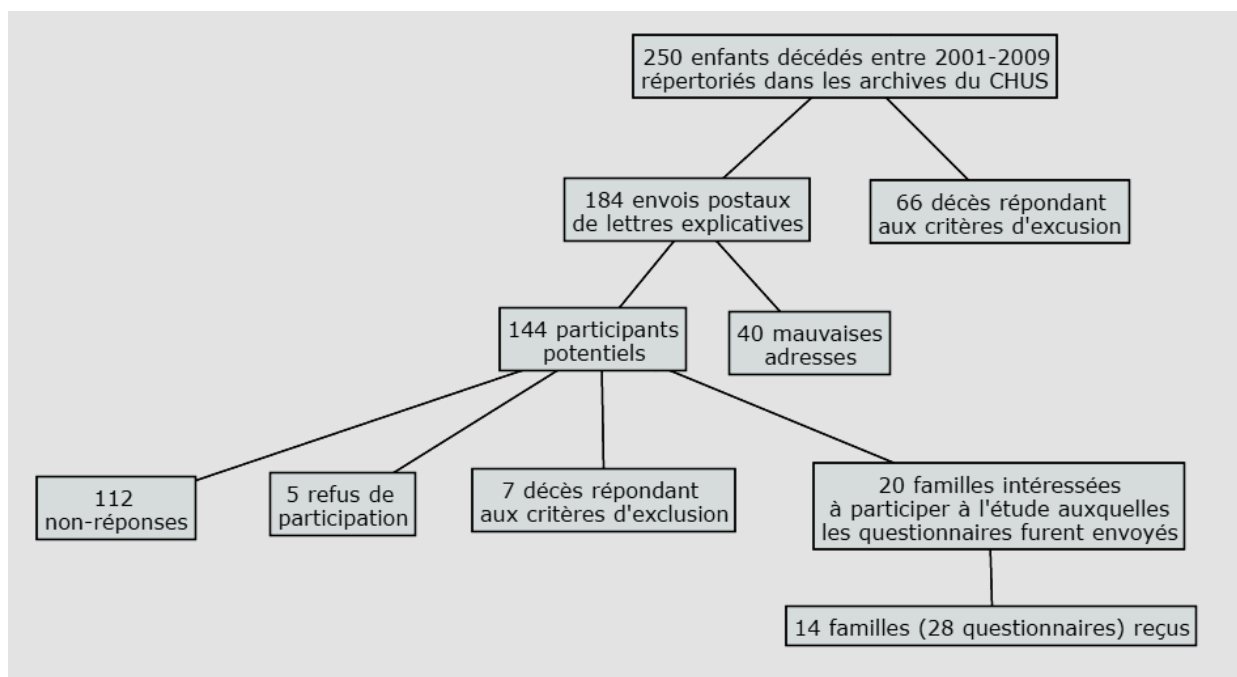 250 enfants décédés entre 2001-2009
répertoriés dans les archives du CHUS
184 envois postaux
de lettres explicatives
66 décès répondant
aux critères d'excusion
144 participants
potentiels
40 mauvaises
adresses
112
non-réponses
5 refus de
participation
7 décès répondant
aux critères d'exclusion
20 familles intéressées
à participer à l'étude auxquelles
les questionnaires furent envoyés
14 familles (28 questionnaires) reçus